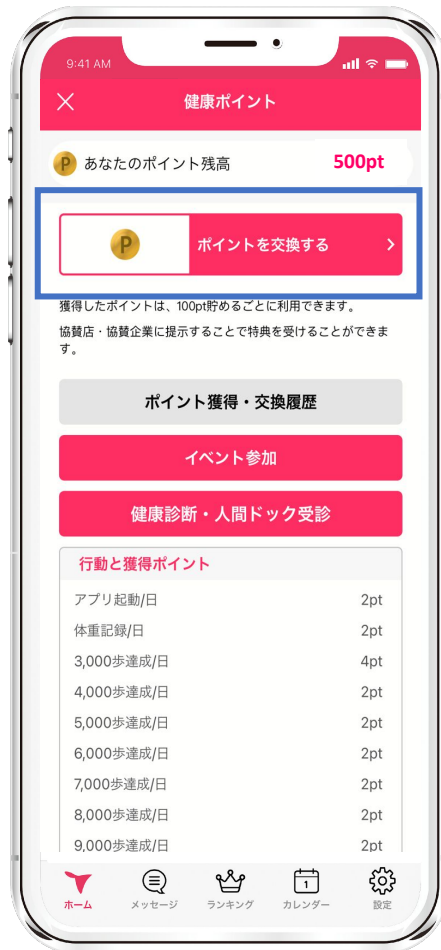 9:41 AM
健康ポイント
P あなたのポイント残高 500pt
P ポイントを交換する
獲得したポイントは、100pt貯めるごとに利用できます。
協賛店・協賛企業に提示することで特典を受けることができま
す。
ポイント獲得・交換履歴
イベント参加
健康診断・人間ドック受診
行動と獲得ポイント
アプリ起動/日 2pt
体重記録/日 2pt
3,000歩達成/日 4pt
4,000歩達成/日 2pt
5,000歩達成/日 2pt
6,000歩達成/日 2pt
7,000歩達成/日 2pt
8,000歩達成/日 2pt
9,000歩達成/日 2pt
1
ホーム メッセージ ランキング カレンダー 設定